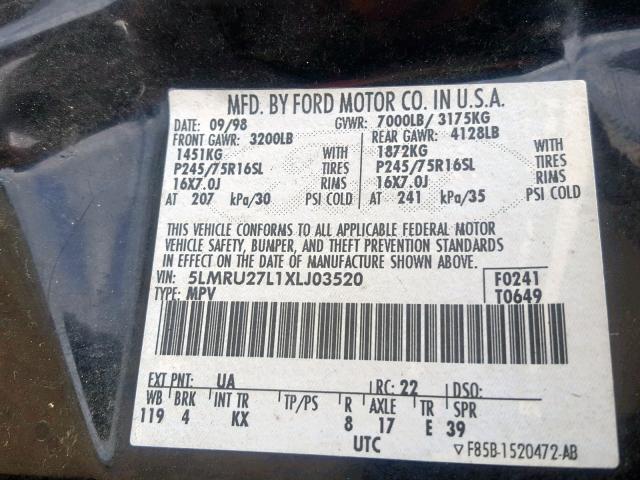 MFD. BY FORD MOTOR CO. IN U.S.A.
DATE: 09/98 GVWR: 7000LB/ 3175KG
FRONT GAWR: 3200LB REAR GAWR: 4128LB
1451KG WITH 1872KG WITH
P245/75R16SL TIRES P245/75R16SL TIRES
16X7.0J RIMS 16X7.0J RIMS
AT 207 kPa/30 PSI COLD AT 241 kPa/35 PSI COLD
THIS VEHICLE CONFORMS TO ALL APPLICABLE FEDERAL MOTOR
VEHICLE SAFETY, BUMPER, AND THEFT PREVENTION STANDARDS
IN EFFECT ON THE DATE OF MANUFACTURE SHOWN ABOVE.
VIN: 5LMRU27L1XLJ03520 F0241
TYPE: MPV T0649
EXT PNT: UA RC: 22 DSO:
WB BRK INT TR TP/PS R AXLE TR SPR
119 4 KX 8 17 E 39
UTC ▽F85B-1520472-AB